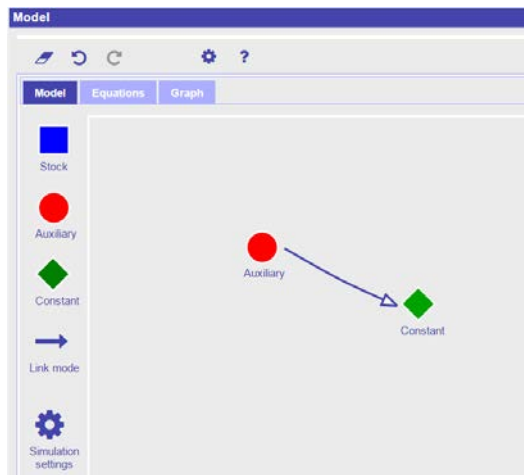 Model
?
Model Equations Graph
Stock
Auxiliary
Constant
Link mode
Simulation
settings
Auxiliary
Constant